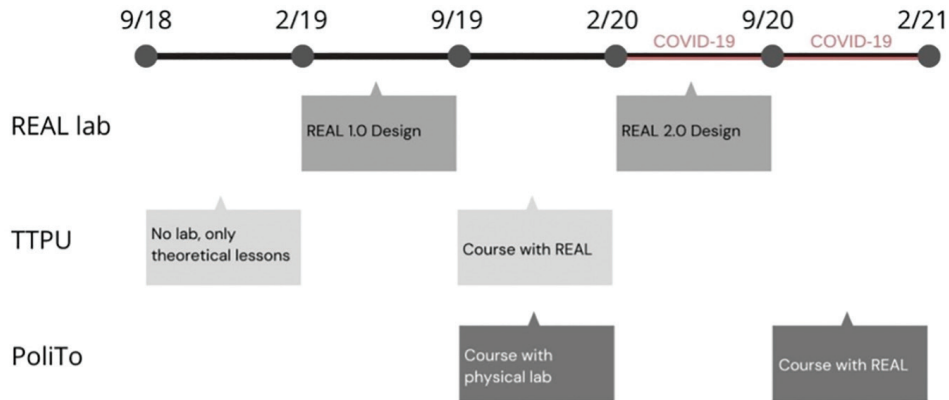 9/18 2/19 9/19 2/20 9/20 2/21
COVID-19 COVID-19
REAL lab
REAL 1.0 Design
REAL 2.0 Design
TTPU
No lab, only
theoretical lessons
Course with REAL
PoliTo
Course with
physical lab
Course with REAL